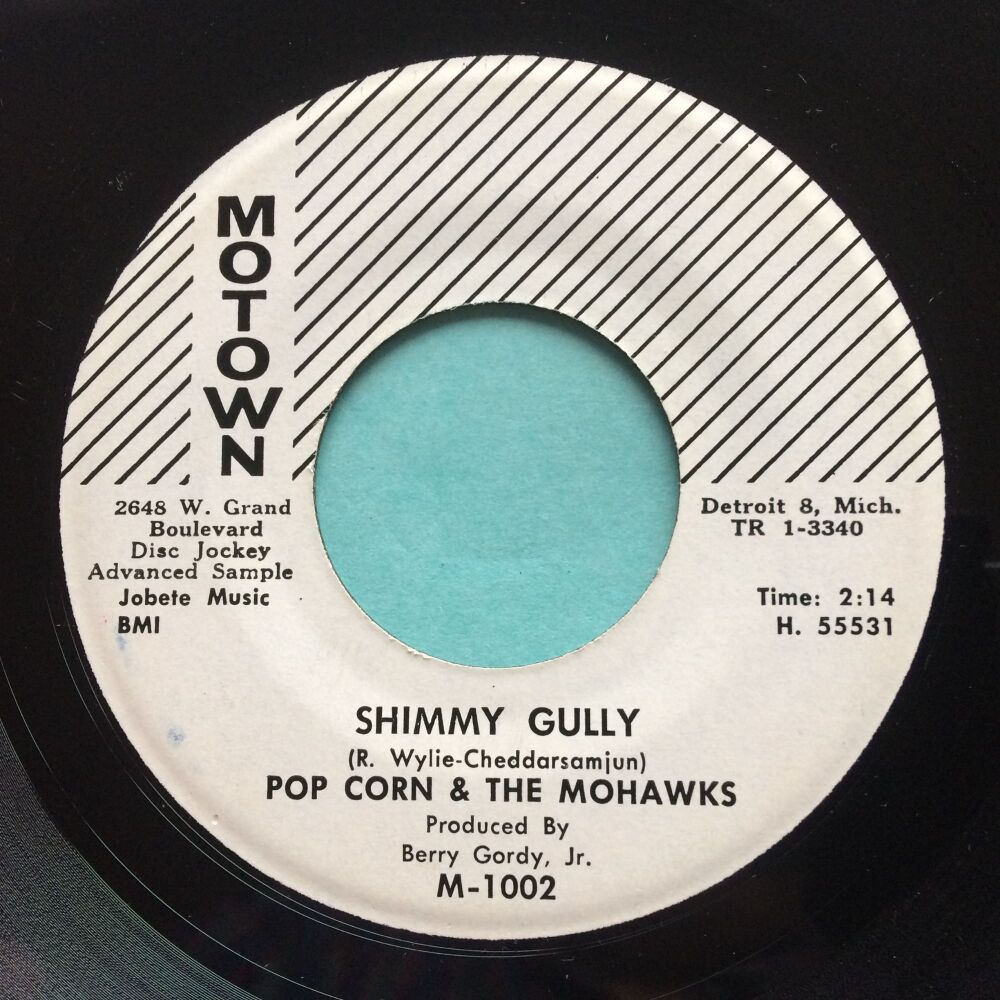 MOTOWN
2648 W. Grand
Boulevard
Disc Jockey
Advanced Sample
Jobete Music
BMI
Detroit 8, Mich.
TR 1-3340
Time: 2:14
H. 55531
SHIMMY GULLY
(R. Wylie-Cheddarsamjun)
POP CORN & THE MOHAWKS
Produced By
Berry Gordy, Jr.
M-1002